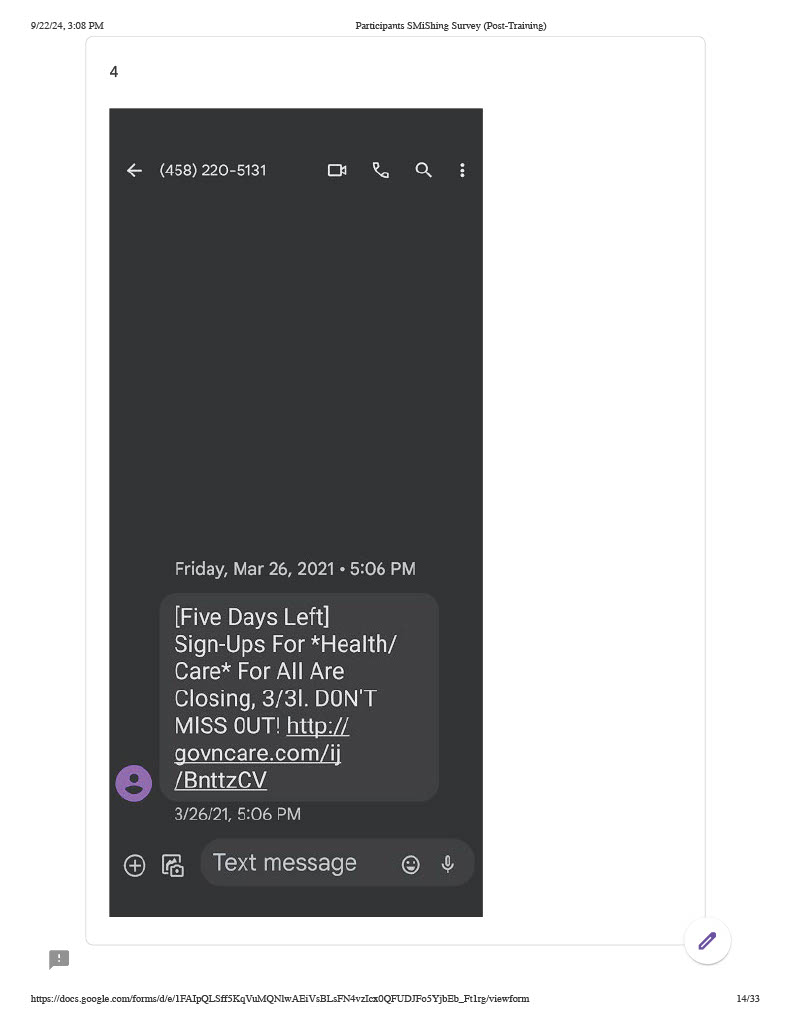 9/22/24, 3:08 PM Participants SMiShing Survey (Post-Training)
4
(458) 220-5131
Friday, Mar 26, 2021 • 5:06 PM
[Five Days Left]
Sign-Ups For *Health/
Care* For All Are
Closing, 3/3l. D0N'T
MlSS 0UT! http://
govncare.com/ij
/BnttzCV
3/26/21, 5:06 PM
Text message
https://docs.google.com/forms/d/e/1FAIpQLSff5KqVuMQNlwAEiVsBLsFN4vzIcx0QFUDJFo5YjbEb_Ft1rg/viewform 14/33